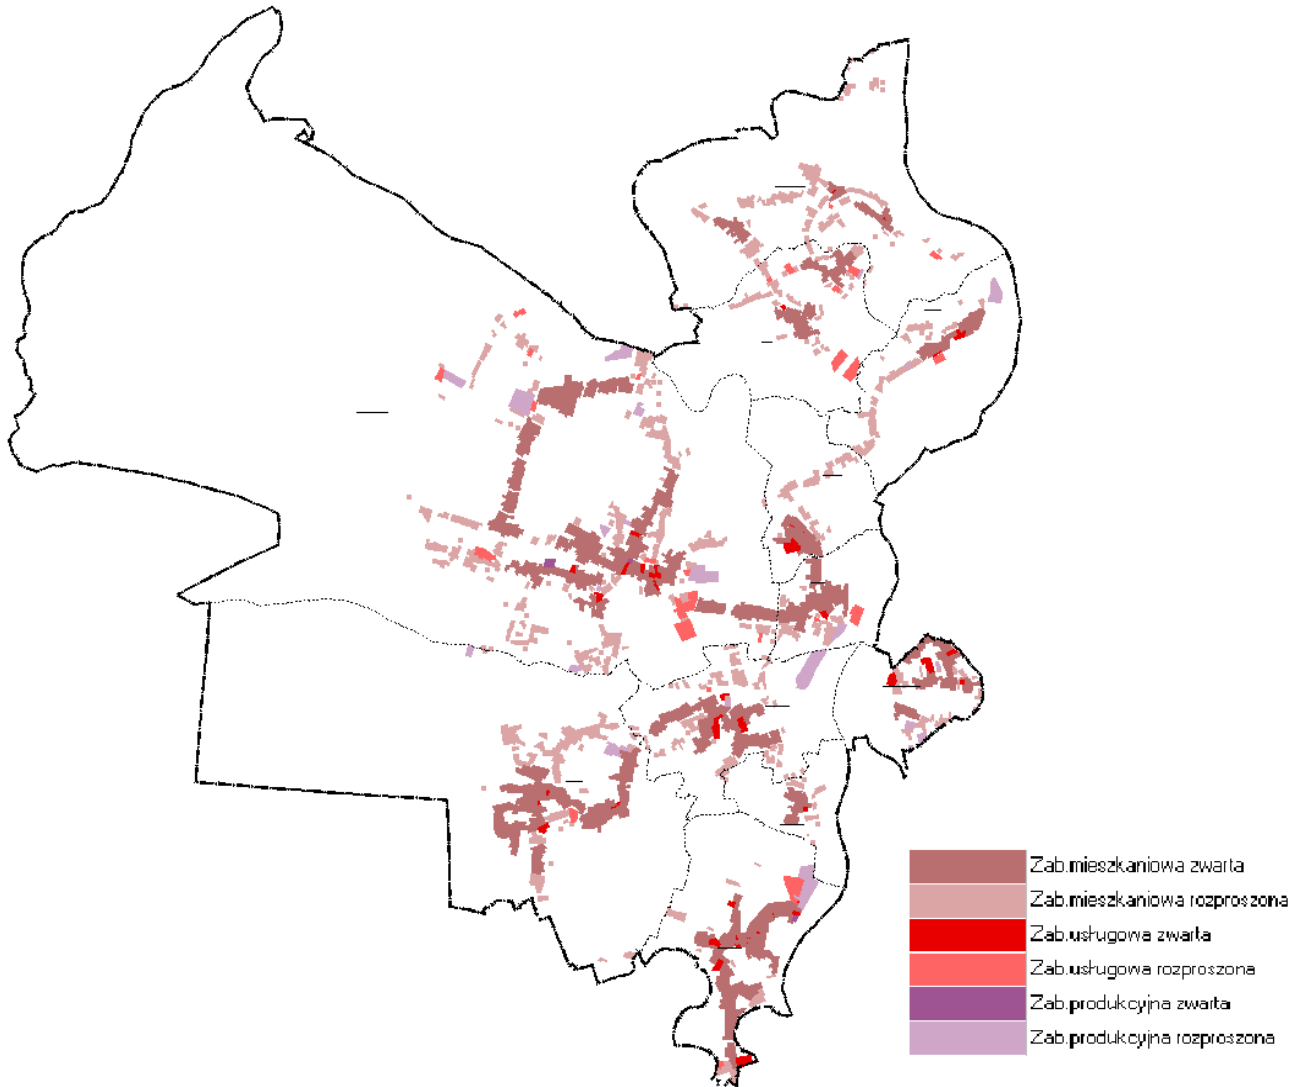 Zab.mieszkaniowa zwarta
Zab.mieszkaniowa rozproszona
Zab.usługowa zwarta
Zab.usługowa rozproszona
Zab.produkcyjna zwarta
Zab.produkcyjna rozproszona